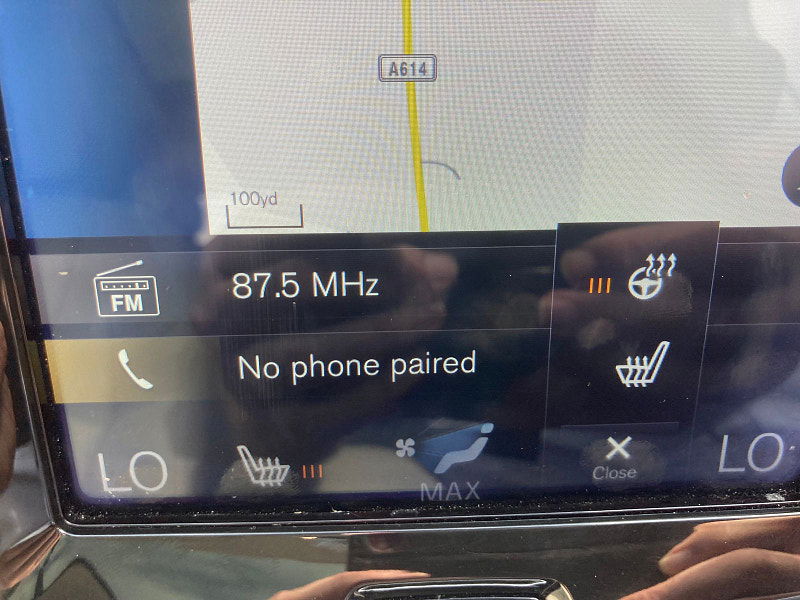 A614
100yd
FM
87.5 MHz
No phone paired
LO
MAX
Close
LO